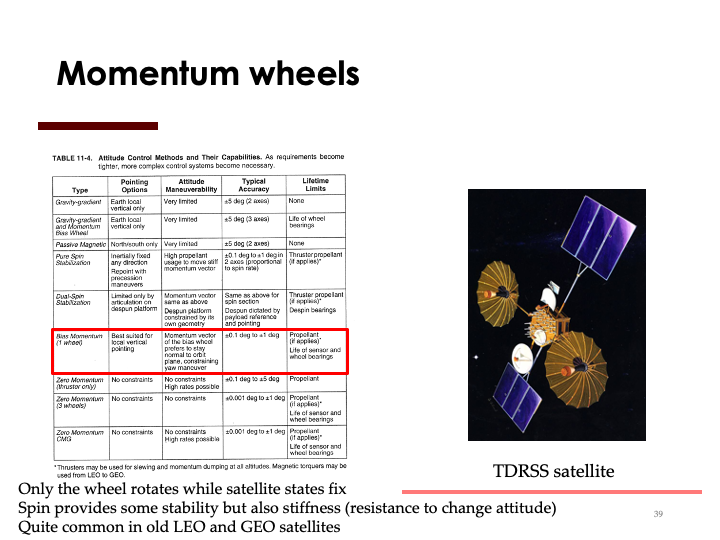 Momentum wheels
TABLE 11-4. Attitude Control Methods and Their Capabilities. As requirements become
tighter, more complex control systems become necessary.
Type
Pointing
Options
Attitude
Maneuverability
Typical
Accuracy
Lifetime
Limits
Gravity-gradient
Earth local
vertical only
Very limited
±5 deg (2 axes)
None
Gravity-gradient
and Momentum
Bias Wheel
Earth local
vertical only
Very limited
±5 deg (3 axes)
Life of wheel
bearings
Passive Magnetic
North/south only
Very limited
±5 deg (2 axes)
None
Pure Spin
Stabilization
Inertially fixed
any direction
Repoint with
precession
maneuvers
High propellant
usage to move stiff
momentum vector
±0.1 deg to ±1 deg in
2 axes (proportional
to spin rate)
Thruster propellant
(if applies)*
Dual-Spin
Stabilization
Limited only by
articulation on
despun platform
Momentum vector
same as above
Despun platform
constrained by its
own geometry
Same as above for
spin section
Despun dictated by
payload reference
and pointing
Thruster propellant
(if applies)*
Despin bearings
Bias Momentum
(1 wheel)
Best suited for
local vertical
pointing
Momentum vector
of the bias wheel
prefers to stay
normal to orbit
plane, constraining
yaw maneuver
±0.1 deg to ±1 deg
Propellant
(if applies)*
Life of sensor and
wheel bearings
Zero Momentum
(thruster only)
No constraints
No constraints
High rates possible
±0.1 deg to ±5 deg
Propellant
Zero Momentum
(3 wheels)
No constraints
No constraints
±0.001 deg to ±1 deg
Propellant
(if applies)*
Life of sensor and
wheel bearings
Zero Momentum
CMG
No constraints
No constraints
High rates possible
±0.001 deg to ±1 deg
Propellant
(if applies)*
Life of sensor and
wheel bearings
*Thrusters may be used for slewing and momentum dumping at all altitudes. Magnetic torquers may be
used from LEO to GEO.
TDRSS satellite
Only the wheel rotates while satellite states fix
Spin provides some stability but also stiffness (resistance to change attitude)
Quite common in old LEO and GEO satellites
39